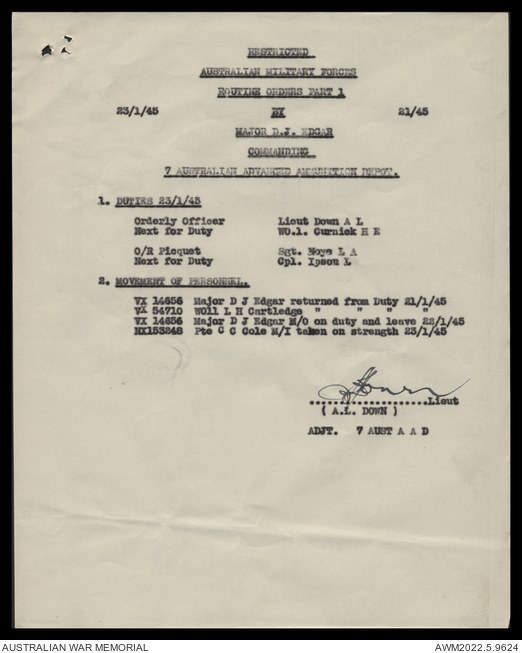 RESTRICTED
AUSTRALIAN MILITARY FORCES
ROUTINE ORDERS PART 1
23/1/45 BY 21/45
MAJOR D.J. EDGAR
COMMANDING
7 AUSTRALIAN ADVANCED AMMUNITION DEPOT.
1. DUTIES 23/1/45
Orderly Officer Lieut Down A L
Next for Duty WO.1. Curnick H E
O/R Picquet Sgt. Noye L A
Next for Duty Cpl. Ipsou L
2. MOVEMENT OF PERSONNEL.
VX 14656 Major D J Edgar returned from Duty 21/1/45
VX 54710 WO11 L H Cartledge " " " "
VX 14656 Major D J Edgar M/O on duty and leave 22/1/45
NX153248 Pte C C Cole M/I taken on strength 23/1/45
....................Lieut
( A.L. DOWN )
ADJT. 7 AUST A A D
AUSTRALIAN WAR MEMORIAL AWM2022.5.9624